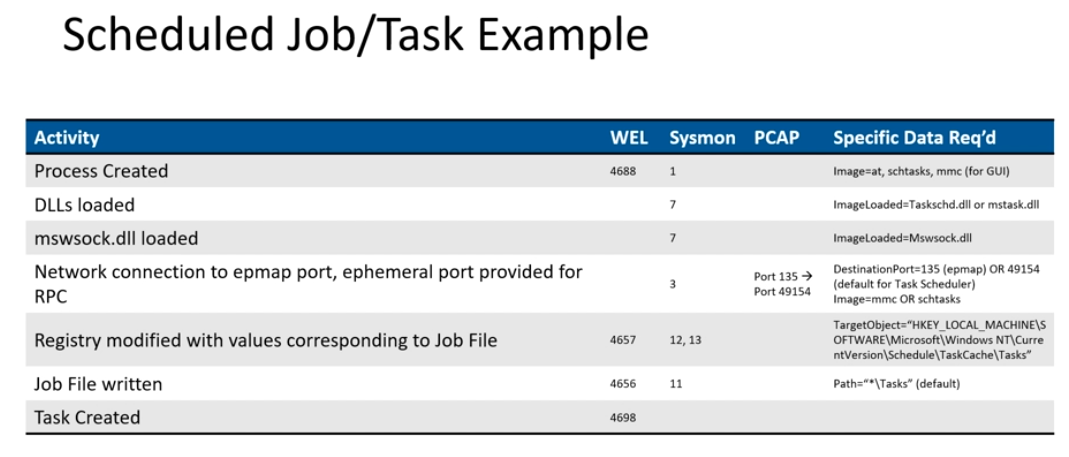 Scheduled Job/Task Example
Activity WEL Sysmon PCAP Specific Data Req'd
Process Created 4688 1 Image=at, schtasks, mmc (for GUI)
DLLs loaded 7 ImageLoaded=Taskschd.dll or mstask.dll
mswsock.dll loaded 7 ImageLoaded=Mswsock.dll
Network connection to epmap port, ephemeral port provided for
RPC
3
Port 135 →
Port 49154
DestinationPort=135 (epmap) OR 49154
(default for Task Scheduler)
Image=mmc OR schtasks
Registry modified with values corresponding to Job File 4657 12, 13
TargetObject="HKEY_LOCAL_MACHINE\S
OFTWARE\Microsoft\Windows NT\Curre
ntVersion\Schedule\TaskCache\Tasks"
Job File written 4656 11 Path="*\Tasks" (default)
Task Created 4698